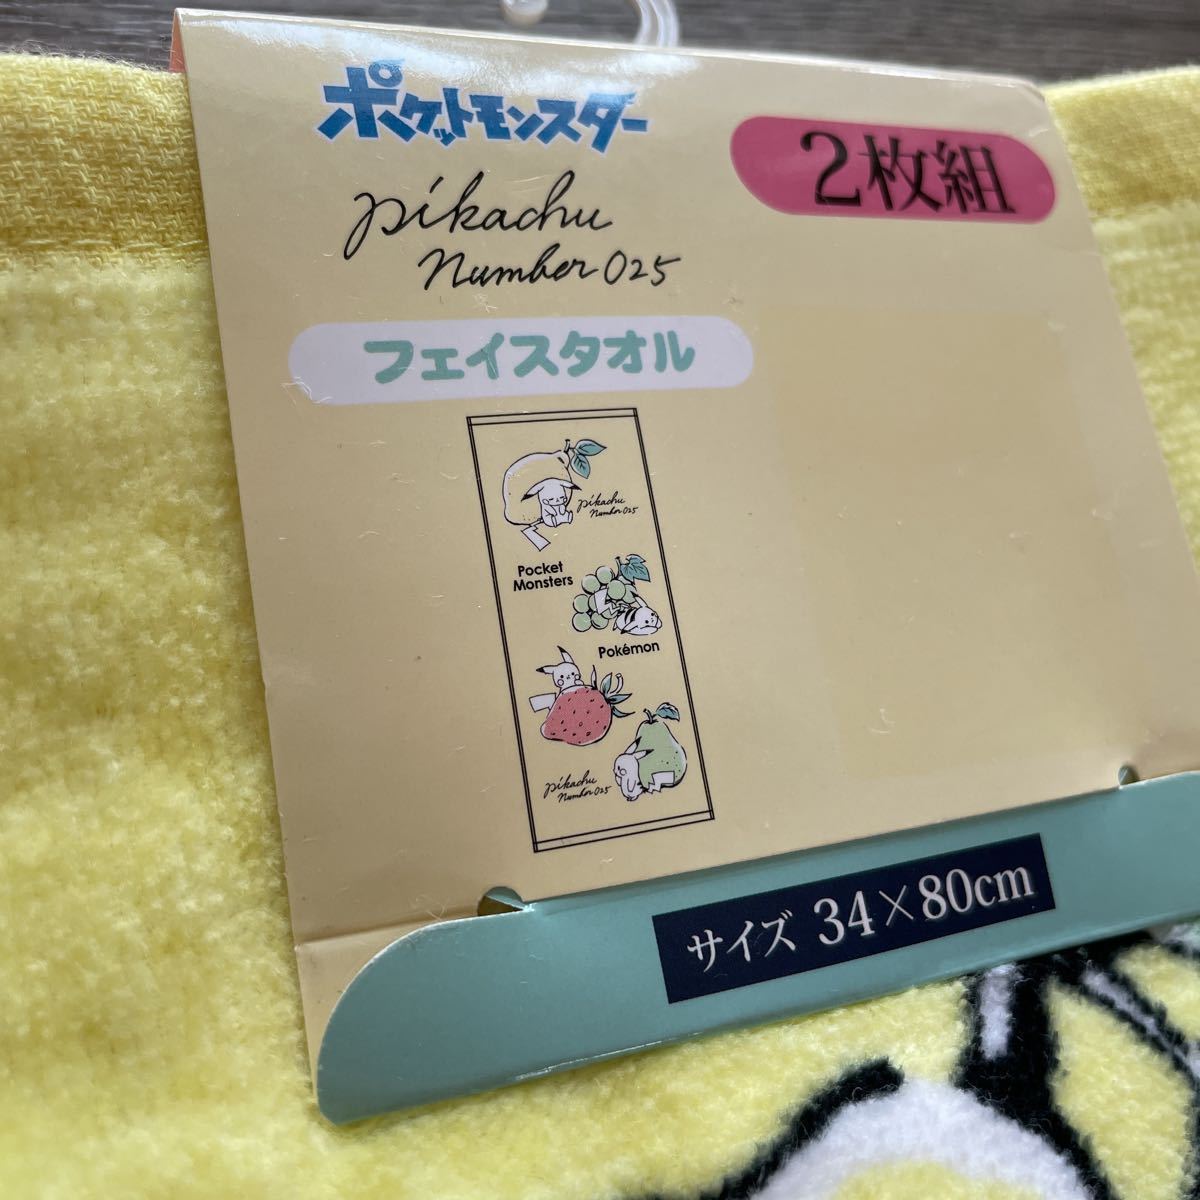 ポケットモンスター
2枚組
pikachu
number 025
フェイスタオル
pikachu
number 025
Pocket
Monsters
Pokémon
pikachu
number 025
サイズ 34×80cm